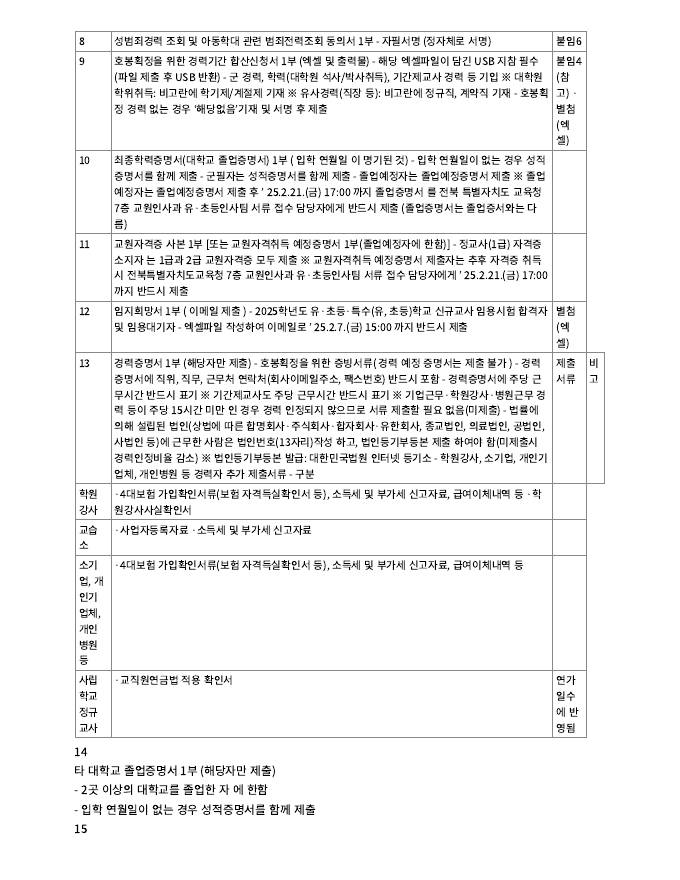 8
성범죄경력 조회 및 아동학대 관련 범죄전력조회 동의서 1부 - 자필서명 (정자체로 서명)
붙임6
9
호봉획정을 위한 경력기간 합산신청서 1부 (엑셀 및 출력물) - 해당 엑셀파일이 담긴 USB 지참 필수
(파일 제출 후 USB 반환) - 군 경력, 학력(대학원 석사/박사취득), 기간제교사 경력 등 기입 ※ 대학원
학위취득: 비고란에 학기제/계절제 기재 ※ 유사경력(직장 등): 비고란에 정규직, 계약직 기재 - 호봉획
정 경력 없는 경우 ‘해당없음’기재 및 서명 후 제출
붙임4
(참
고) ·
별첨
(엑
셀)
10
최종학력증명서(대학교 졸업증명서) 1부 ( 입학 연월일 이 명기된 것) - 입학 연월일이 없는 경우 성적
증명서를 함께 제출 - 군필자는 성적증명서를 함께 제출 - 졸업예정자는 졸업예정증명서 제출 ※ 졸업
예정자는 졸업예정증명서 제출 후 ’ 25.2.21.(금) 17:00 까지 졸업증명서 를 전북 특별자치도 교육청
7층 교원인사과 유·초등인사팀 서류 접수 담당자에게 반드시 제출 (졸업증명서는 졸업증서와는 다
름)
11
교원자격증 사본 1부 [또는 교원자격취득 예정증명서 1부(졸업예정자에 한함)] - 정교사(1급) 자격증
소지자 는 1급과 2급 교원자격증 모두 제출 ※ 교원자격취득 예정증명서 제출자는 추후 자격증 취득
시 전북특별자치도교육청 7층 교원인사과 유·초등인사팀 서류 접수 담당자에게 ’ 25.2.21.(금) 17:00
까지 반드시 제출
12
임지희망서 1부 ( 이메일 제출 ) - 2025학년도 유·초등·특수(유, 초등)학교 신규교사 임용시험 합격자
및 임용대기자 - 엑셀파일 작성하여 이메일로 ’ 25.2.7.(금) 15:00 까지 반드시 제출
별첨
(엑
셀)
13
경력증명서 1부 (해당자만 제출) - 호봉획정을 위한 증빙서류( 경력 예정 증명서는 제출 불가 ) - 경력
증명서에 직위, 직무, 근무처 연락처(회사이메일주소, 팩스번호) 반드시 포함 - 경력증명서에 주당 근
무시간 반드시 표기 ※ 기간제교사도 주당 근무시간 반드시 표기 ※ 기업근무·학원강사·병원근무 경
력 등이 주당 15시간 미만 인 경우 경력 인정되지 않으므로 서류 제출할 필요 없음(미제출) - 법률에
의해 설립된 법인(상법에 따른 합명회사·주식회사·합자회사·유한회사, 종교법인, 의료법인, 공법인,
사법인 등)에 근무한 사람은 법인번호(13자리)작성 하고, 법인등기부등본 제출 하여야 함(미제출시
경력인정비율 감소) ※ 법인등기부등본 발급: 대한민국법원 인터넷 등기소 - 학원강사, 소기업, 개인기
업체, 개인병원 등 경력자 추가 제출서류 - 구분
제출
서류
비
고
학원
강사
· 4대보험 가입확인서류(보험 자격득실확인서 등), 소득세 및 부가세 신고자료, 급여이체내역 등 · 학
원강사사실확인서
교습
소
· 사업자등록자료 · 소득세 및 부가세 신고자료
소기
업, 개
인기
업체,
개인
병원
등
· 4대보험 가입확인서류(보험 자격득실확인서 등), 소득세 및 부가세 신고자료, 급여이체내역 등
사립
학교
정규
교사
· 교직원연금법 적용 확인서
연가
일수
에 반
영됨
14
타 대학교 졸업증명서 1부 (해당자만 제출)
- 2곳 이상의 대학교를 졸업한 자 에 한함
- 입학 연월일이 없는 경우 성적증명서를 함께 제출
15